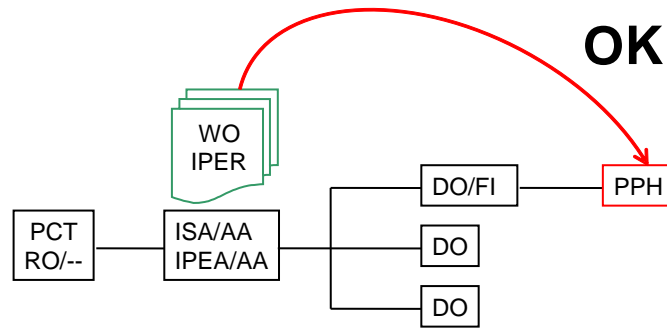 OK
WO
IPER
DO/FI
PPH
PCT
RO/--
ISA/AA
IPEA/AA
DO
DO